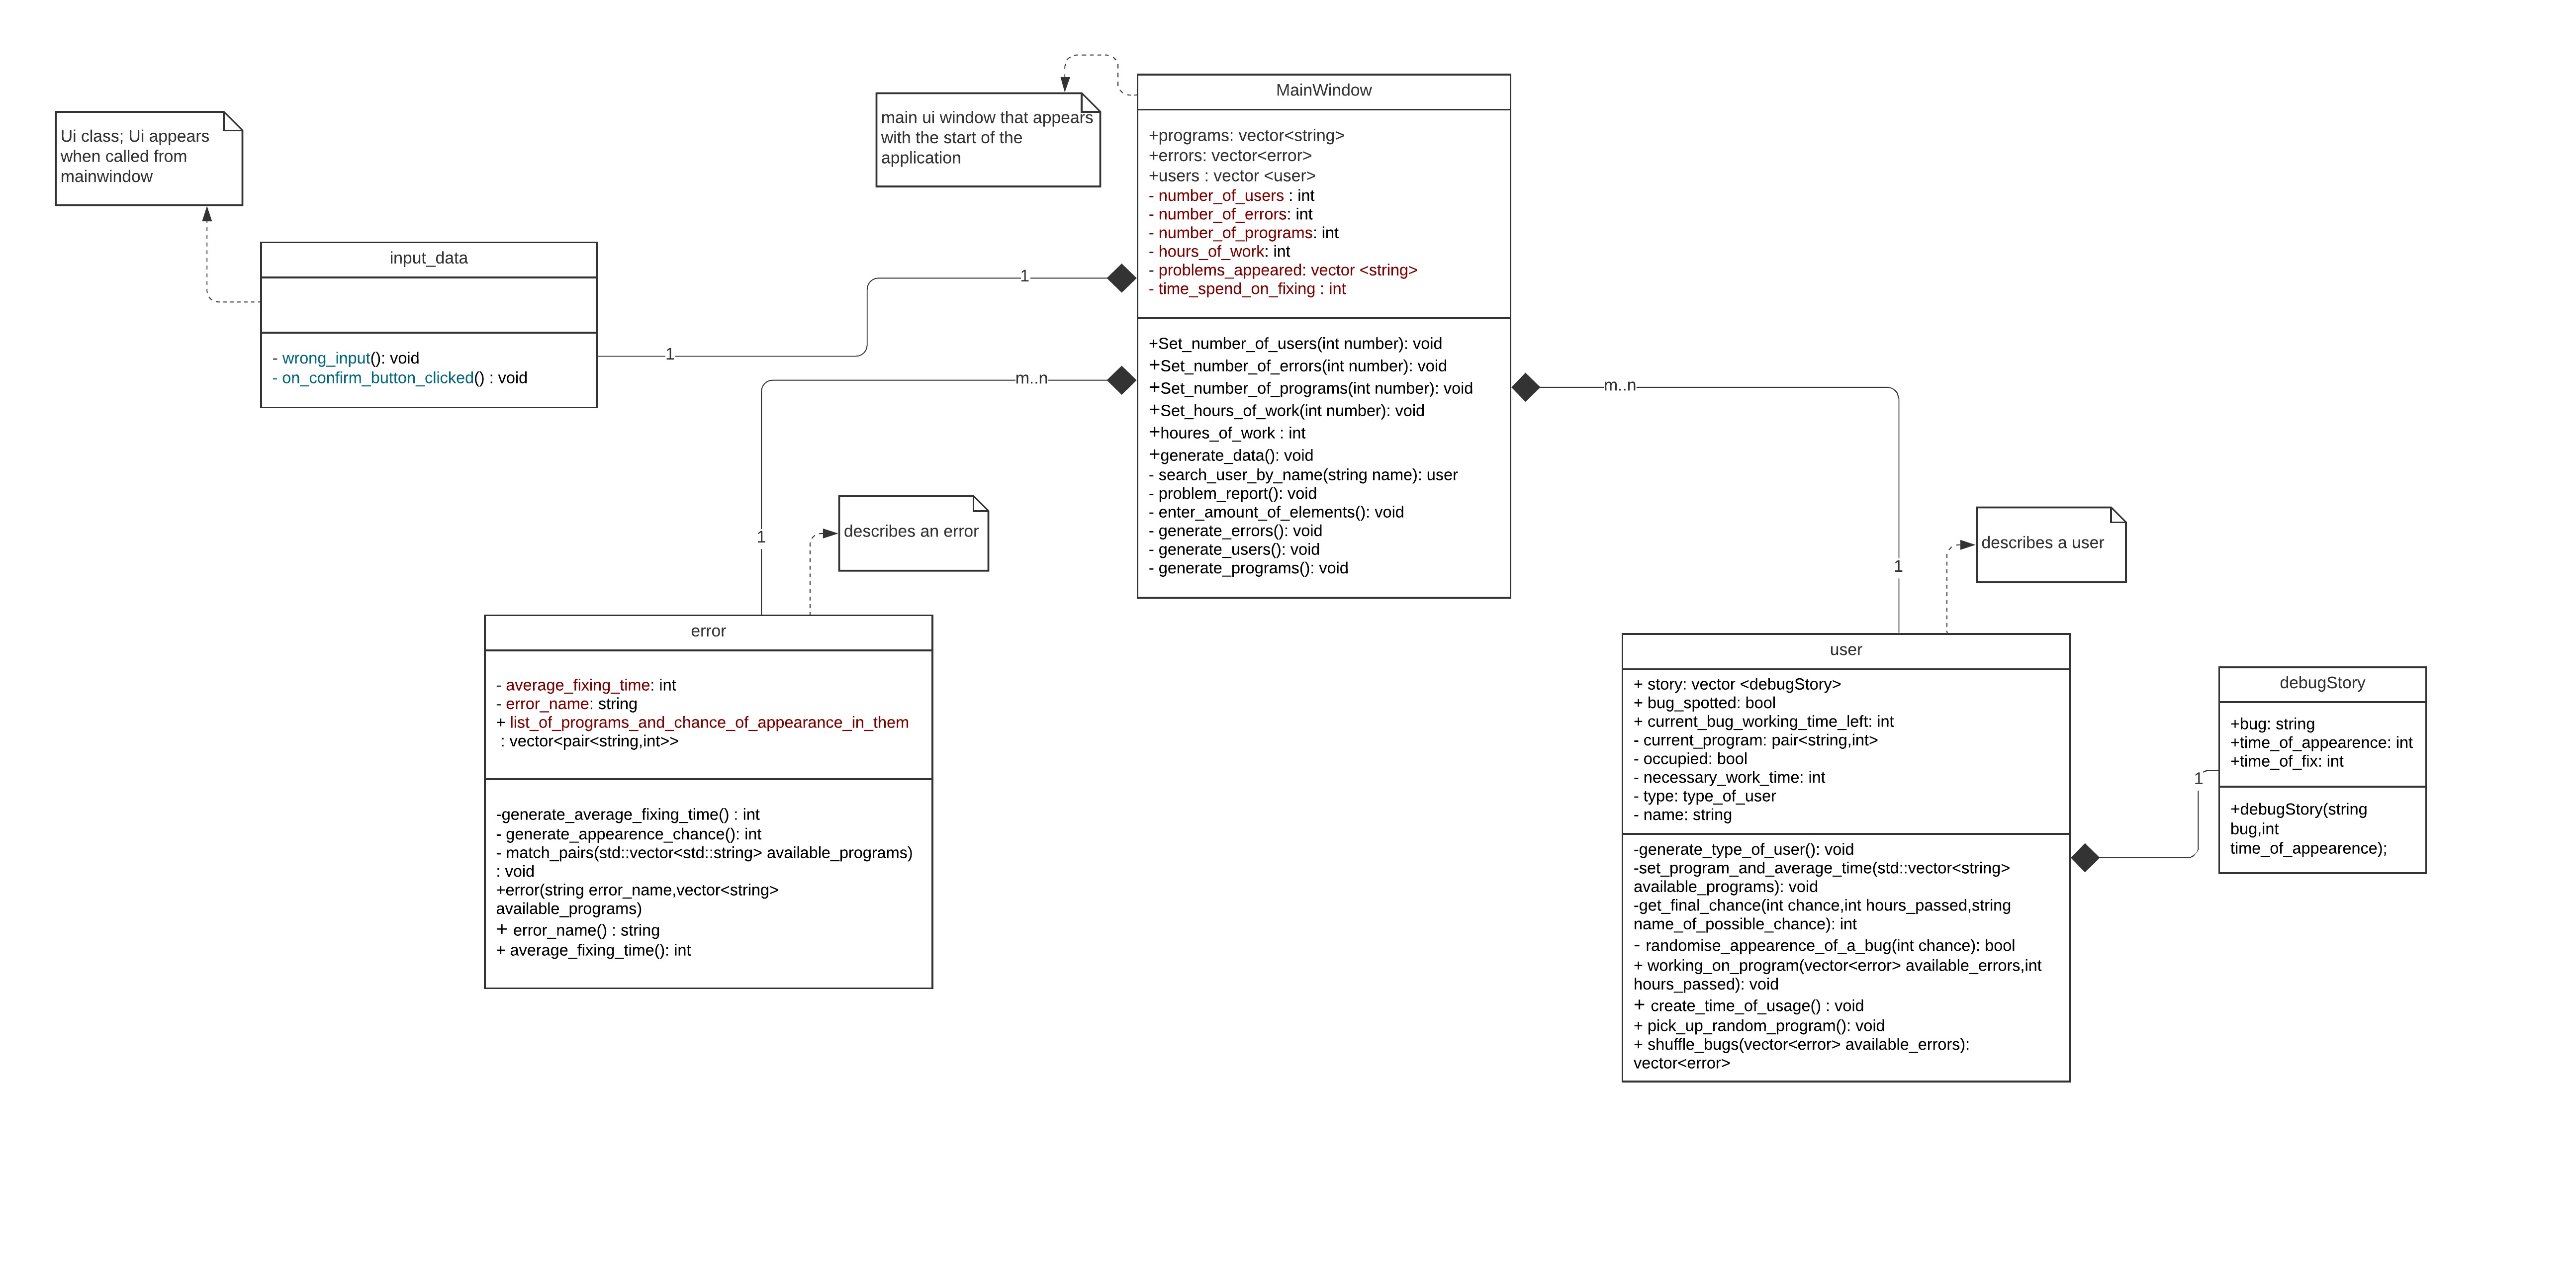 MainWindow
main ui window that appears
with the start of the
application
Ui class; Ui appears
when called from
mainwindow
+programs: vector<string>
+errors: vector<error>
+users : vector <user>
- number_of_users : int
- number_of_errors: int
- number_of_programs: int
- hours_of_work: int
- problems_appeared: vector <string>
- time_spend_on_fixing : int
input_data
- wrong_input(): void
- on_confirm_button_clicked() : void
1
1
m..n
1
m..n
1
+Set_number_of_users(int number): void
+Set_number_of_errors(int number): void
+Set_number_of_programs(int number): void
+Set_hours_of_work(int number): void
+houres_of_work : int
+generate_data(): void
- search_user_by_name(string name): user
- problem_report(): void
- enter_amount_of_elements(): void
- generate_errors(): void
- generate_users(): void
- generate_programs(): void
describes an error
describes a user
error
- average_fixing_time: int
- error_name: string
+ list_of_programs_and_chance_of_appearance_in_them
: vector<pair<string,int>>
-generate_average_fixing_time() : int
- generate_appearence_chance(): int
- match_pairs(std::vector<std::string> available_programs)
: void
+error(string error_name,vector<string>
available_programs)
+ error_name() : string
+ average_fixing_time(): int
user
+ story: vector <debugStory>
+ bug_spotted: bool
+ current_bug_working_time_left: int
- current_program: pair<string,int>
- occupied: bool
- necessary_work_time: int
- type: type_of_user
- name: string
-generate_type_of_user(): void
-set_program_and_average_time(std::vector<string>
available_programs): void
-get_final_chance(int chance,int hours_passed,string
name_of_possible_chance): int
- randomise_appearence_of_a_bug(int chance): bool
+ working_on_program(vector<error> available_errors,int
hours_passed): void
+ create_time_of_usage() : void
+ pick_up_random_program(): void
+ shuffle_bugs(vector<error> available_errors):
vector<error>
debugStory
+bug: string
+time_of_appearence: int
+time_of_fix: int
1
+debugStory(string
bug,int
time_of_appearence);